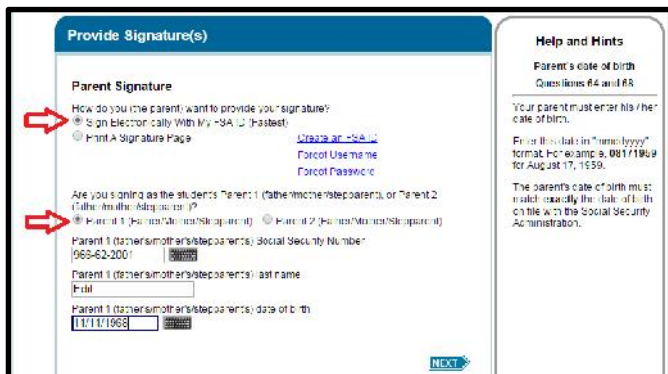 Provide Signature(s)
Parent Signature
How do you (the parent) want to provide your signature?
Sign Electronically With My FSA ID (Fastest)
Print A Signature Page
Create an FSA ID
Forgot Username
Forgot Password
Are you signing as the student's Parent 1 (father/mother/stepparent), or Parent 2
(father/mother/stepparent)?
Parent 1 (Father/Mother/Stepparent) Parent 2 (Father/Mother/Stepparent)
Parent 1 (father's/mother's/stepparent's) Social Security Number
966-62-2001
Parent 1 (father's/mother's/stepparent's) last name
Edit
Parent 1 (father's/mother's/stepparent's) date of birth
11/11/1968
NEXT
Help and Hints
Parent's date of birth
Questions 64 and 68
Your parent must enter his / her
date of birth.
Enter this date in "mmddyyyy"
format. For example, 08171959
for August 17, 1959.
The parent's date of birth must
match exactly the date of birth
on file with the Social Security
Administration.